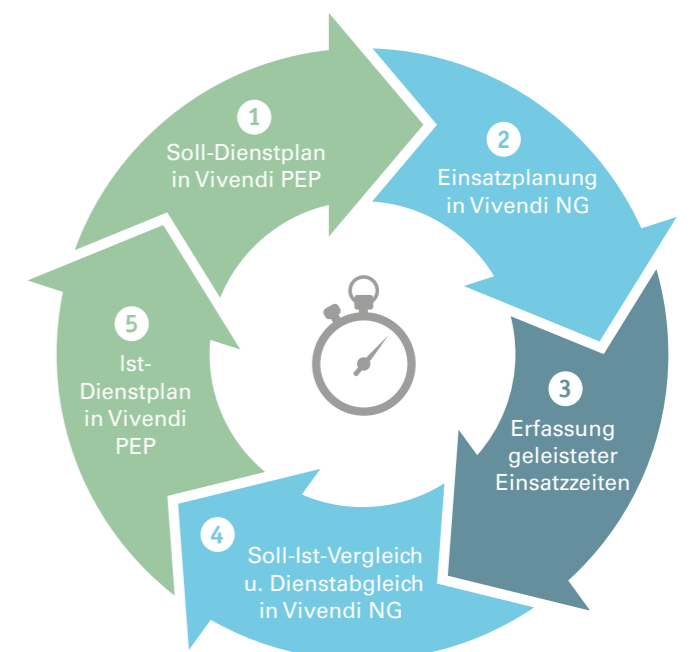 1
Soll-Dienstplan
in Vivendi PEP
2
Einsatzplanung
in Vivendi NG
3
Erfassung
geleisteter
Einsatzzeiten
4
Soll-Ist-Vergleich
u. Dienstabgleich
in Vivendi NG
5
Ist-
Dienstplan
in Vivendi
PEP